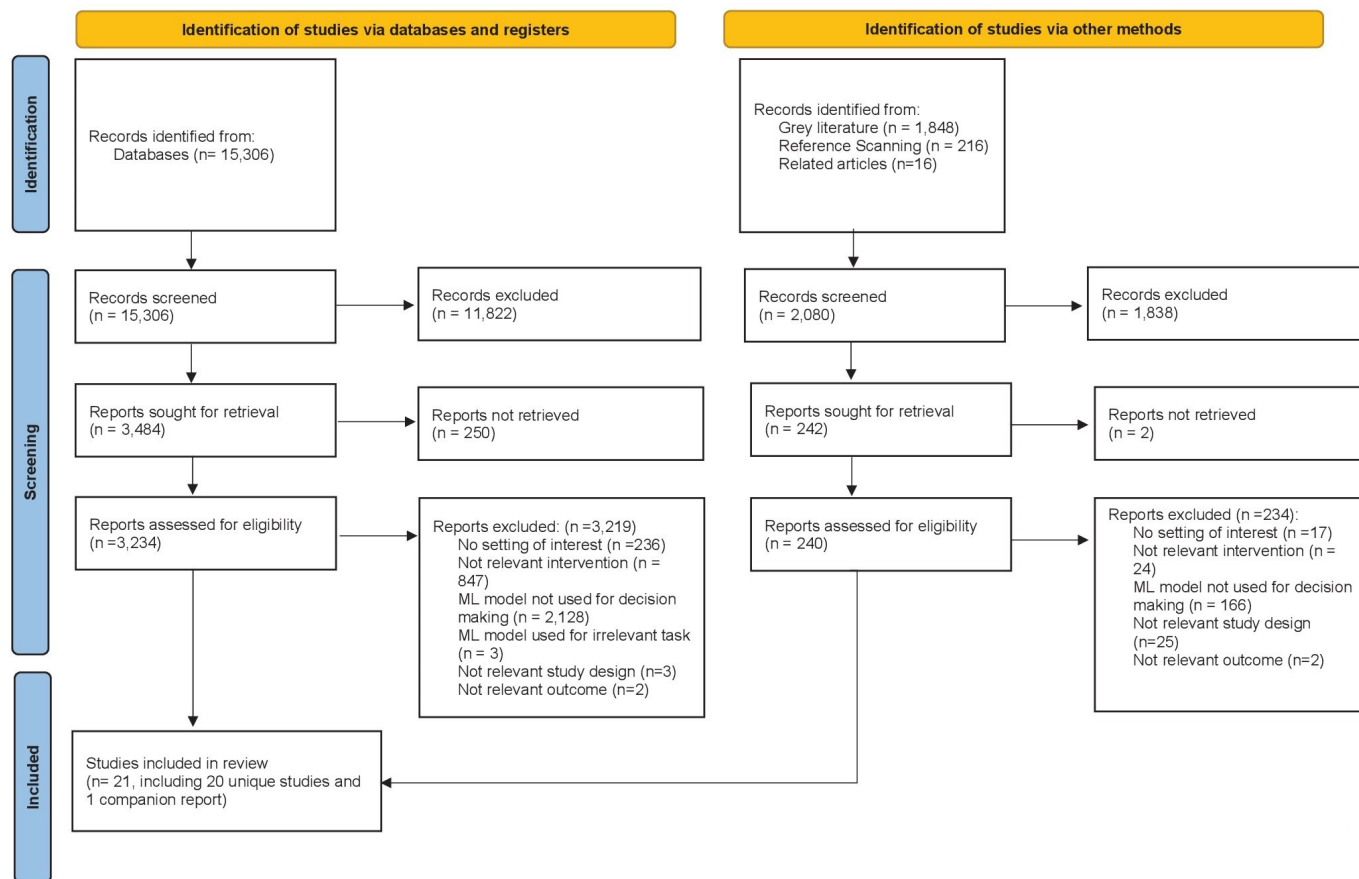 Identification of studies via databases and registers
Identification of studies via other methods
Identification
Records identified from:
Databases (n= 15,306)
Records identified from:
Grey literature (n = 1,848)
Reference Scanning (n = 216)
Related articles (n=16)
Screening
Records screened
(n = 15,306)
Records excluded
(n = 11,822)
Records screened
(n = 2,080)
Records excluded
(n = 1,838)
Reports sought for retrieval
(n = 3,484)
Reports not retrieved
(n = 250)
Reports sought for retrieval
(n = 242)
Reports not retrieved
(n = 2)
Reports assessed for eligibility
(n =3,234)
Reports excluded: (n =3,219)
No setting of interest (n =236)
Not relevant intervention (n =
847)
ML model not used for decision
making (n = 2,128)
ML model used for irrelevant task
(n = 3)
Not relevant study design (n=3)
Not relevant outcome (n=2)
Reports assessed for eligibility
(n = 240)
Reports excluded (n =234):
No setting of interest (n =17)
Not relevant intervention (n =
24)
ML model not used for decision
making (n = 166)
Not relevant study design
(n=25)
Not relevant outcome (n=2)
Included
Studies included in review
(n= 21, including 20 unique studies and
1 companion report)